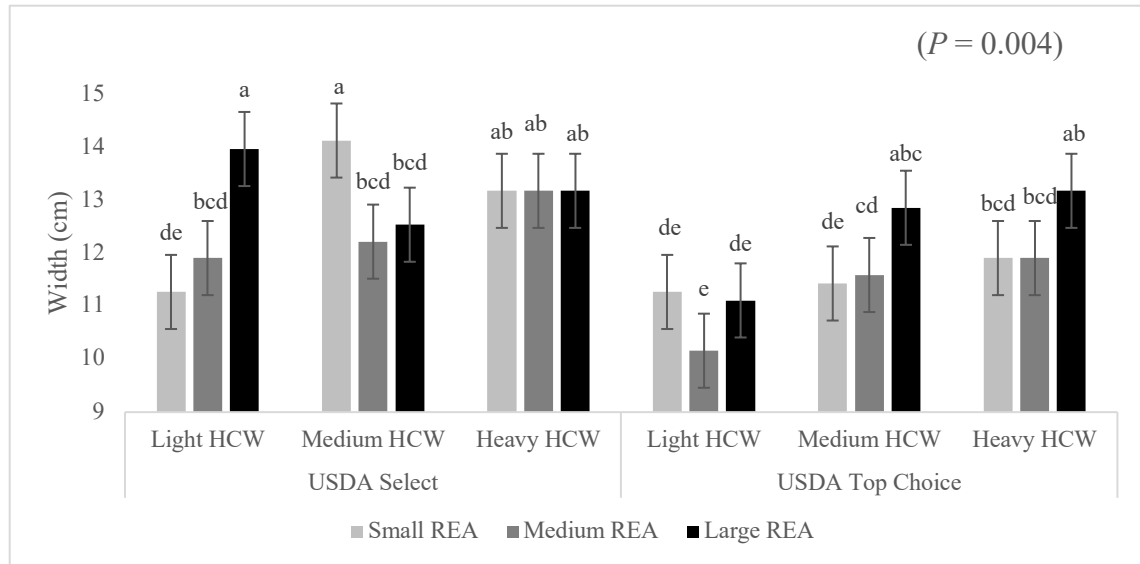 (P = 0.004)
Width (cm)
15
14
13
12
11
10
9
de
bcd
a
a
bcd
bcd
ab
ab
ab
de
e
de
de
cd
abc
bcd
bcd
ab
Light HCW
Medium HCW
Heavy HCW
Light HCW
Medium HCW
Heavy HCW
USDA Select
USDA Top Choice
Small REA
Medium REA
Large REA